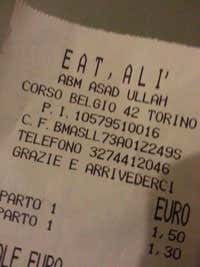 EAT, ALI'
ABM ASAD ULLAH
CORSO BELGIO 42 TORINO
P. I. 10579510016
C. F. BMASLL73A01Z249S
TELEFONO 3274412046
GRAZIE E ARRIVEDERCI
EURO
PARTO 1 1,50
PARTO 1 1,30
EURO